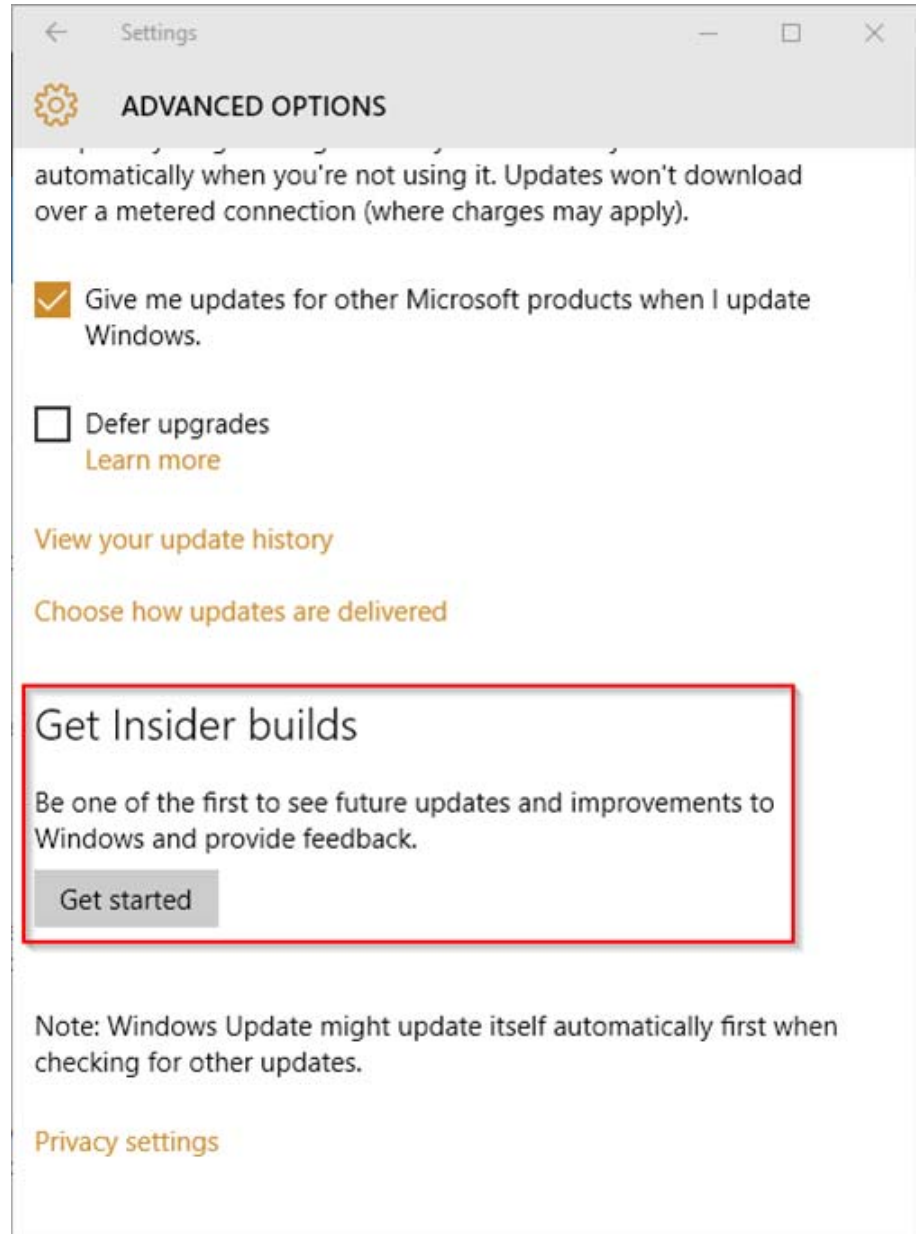 Settings
ADVANCED OPTIONS
automatically when you're not using it. Updates won't download
over a metered connection (where charges may apply).
Give me updates for other Microsoft products when I update
Windows.
Defer upgrades
Learn more
View your update history
Choose how updates are delivered
Get Insider builds
Be one of the first to see future updates and improvements to
Windows and provide feedback.
Get started
Note: Windows Update might update itself automatically first when
checking for other updates.
Privacy settings